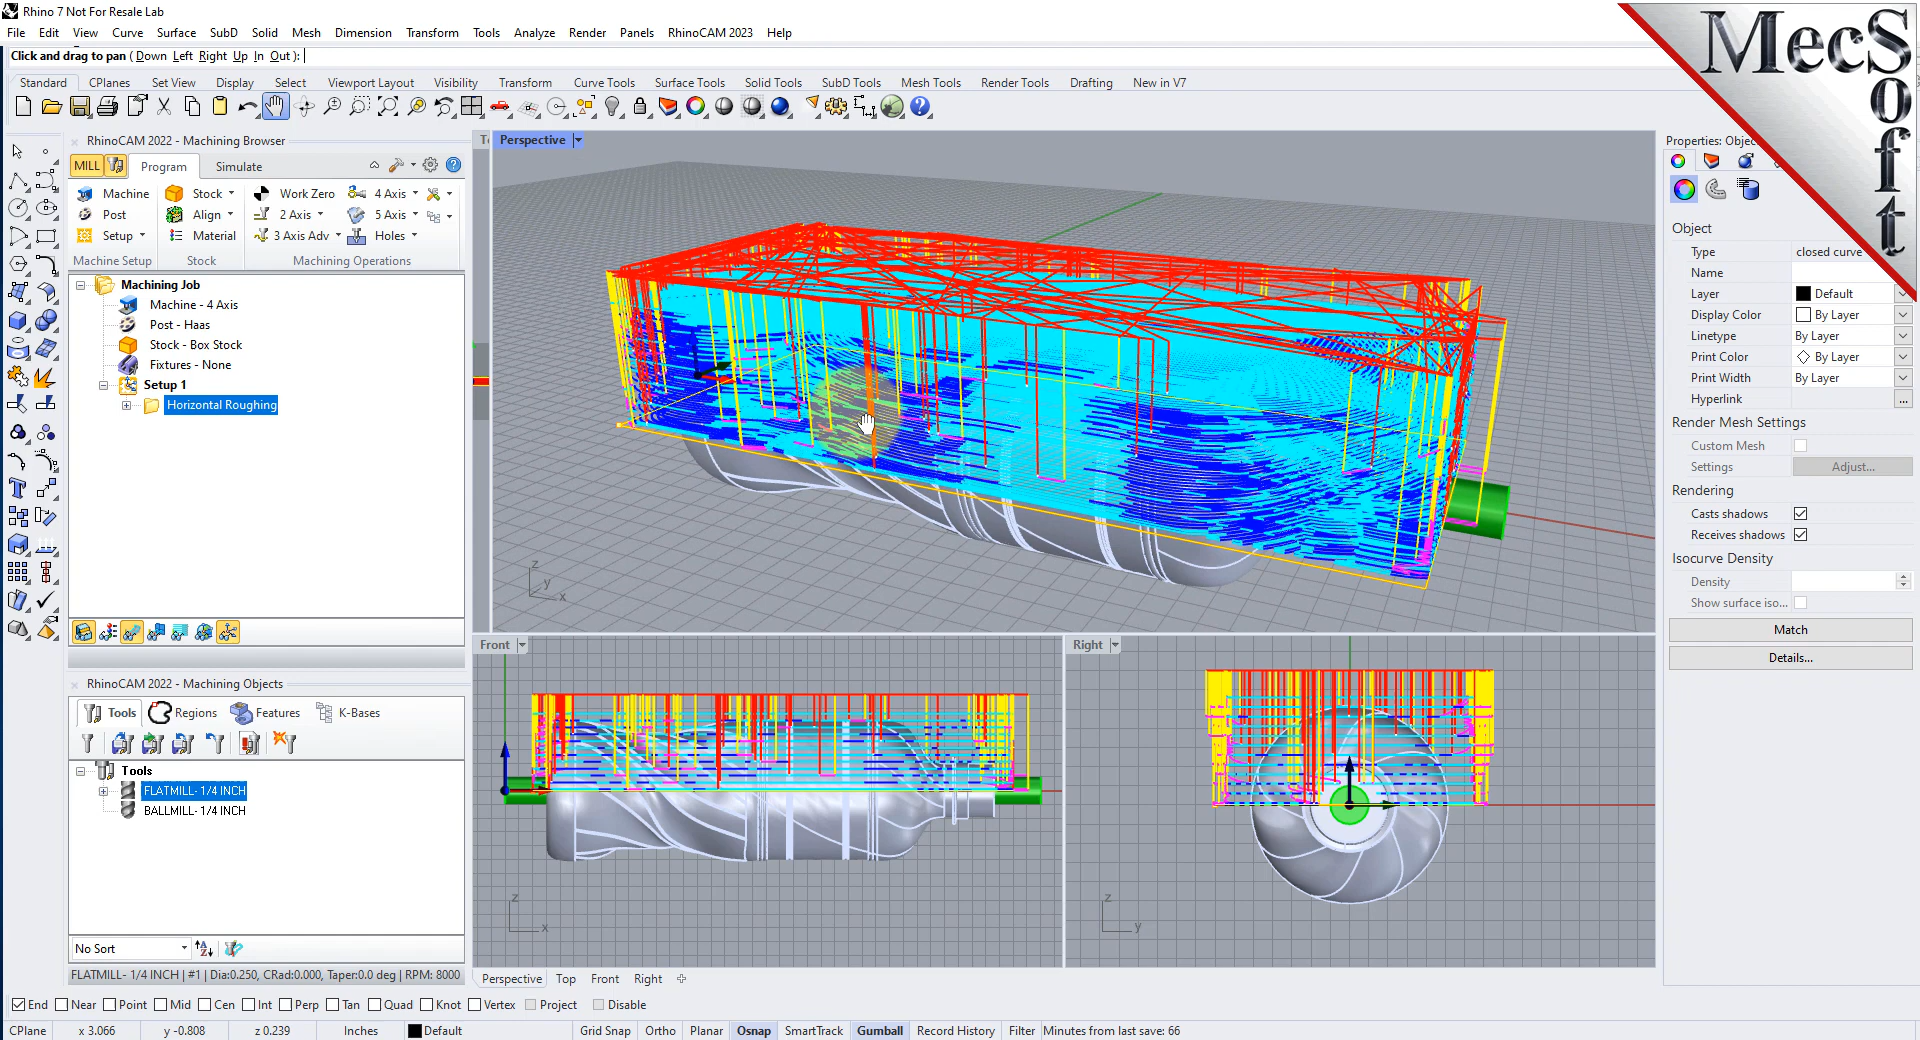 Rhino 7 Not For Resale Lab
File Edit View Curve Surface SubD Solid Mesh Dimension Transform Tools Analyze Render Panels RhinoCAM 2023 Help
Click and drag to pan ( Down Left Right Up In Out ):
Standard CPlanes Set View Display Select Viewport Layout Visibility Transform Curve Tools Surface Tools Solid Tools SubD Tools Mesh Tools Render Tools Drafting New in V7
MecSoft
RhinoCAM 2022 - Machining Browser
MILL Program Simulate
Machine Stock Work Zero 4 Axis
Post Align 2 Axis 5 Axis
Setup Material 3 Axis Adv Holes
Machine Setup Stock Machining Operations
Machining Job
Machine - 4 Axis
Post - Haas
Stock - Box Stock
Fixtures - None
Setup 1
Horizontal Roughing
RhinoCAM 2022 - Machining Objects
Tools Regions Features K-Bases
Tools
FLATMILL- 1/4 INCH
BALLMILL- 1/4 INCH
No Sort
FLATMILL- 1/4 INCH | #1 | Dia:0.250, CRad:0.000, Taper:0.0 deg | RPM: 8000
Perspective
z
y
x
Front
z
x
Right
z
y
Perspective Top Front Right
Properties: Objec
Object
Type closed curve
Name
Layer Default
Display Color By Layer
Linetype By Layer
Print Color By Layer
Print Width By Layer
Hyperlink ...
Render Mesh Settings
Custom Mesh
Settings Adjust...
Rendering
Casts shadows
Receives shadows
Isocurve Density
Density
Show surface iso...
Match
Details...
End Near Point Mid Cen Int Perp Tan Quad Knot Vertex Project Disable
CPlane x 3.066 y -0.808 z 0.239 Inches Default Grid Snap Ortho Planar Osnap SmartTrack Gumball Record History Filter Minutes from last save: 66